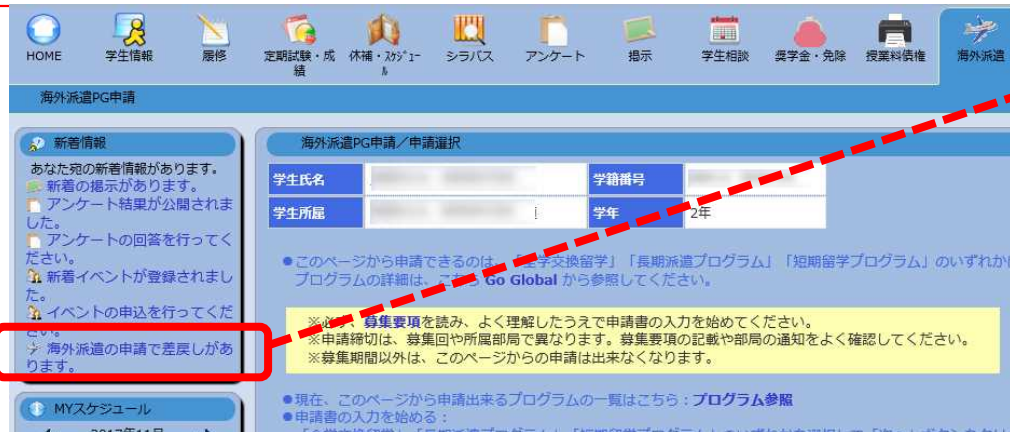 HOME
学生情報
履修
定期試験・成績
休補・ｽｹｼﾞｭｰﾙ
シラバス
アンケート
掲示
学生相談
奨学金・免除
授業料債権
海外派遣
海外派遣PG申請
新着情報
あなた宛の新着情報があります。
新着の掲示があります。
アンケート結果が公開されま
した。
アンケートの回答を行ってく
ださい。
新着イベントが登録されまし
た。
イベントの申込を行ってくだ
さい。
海外派遣の申請で差戻しがあ
ります。
MYスケジュール
2017年11月
海外派遣PG申請／申請選択
学生氏名
学籍番号
学生所属
学年
2年
●このページから申請できるのは、「全学交換留学」「長期派遣プログラム」「短期留学プログラム」のいずれか
プログラムの詳細は、こちら Go Global から参照してください。
※必ず、募集要項を読み、よく理解したうえで申請書の入力を始めてください。
※申請締切は、募集回や所属部局で異なります。募集要項の記載や部局の通知をよく確認してください。
※募集期間以外は、このページからの申請は出来なくなります。
●現在、このページから申請出来るプログラムの一覧はこちら：プログラム参照
●申請書の入力を始める：